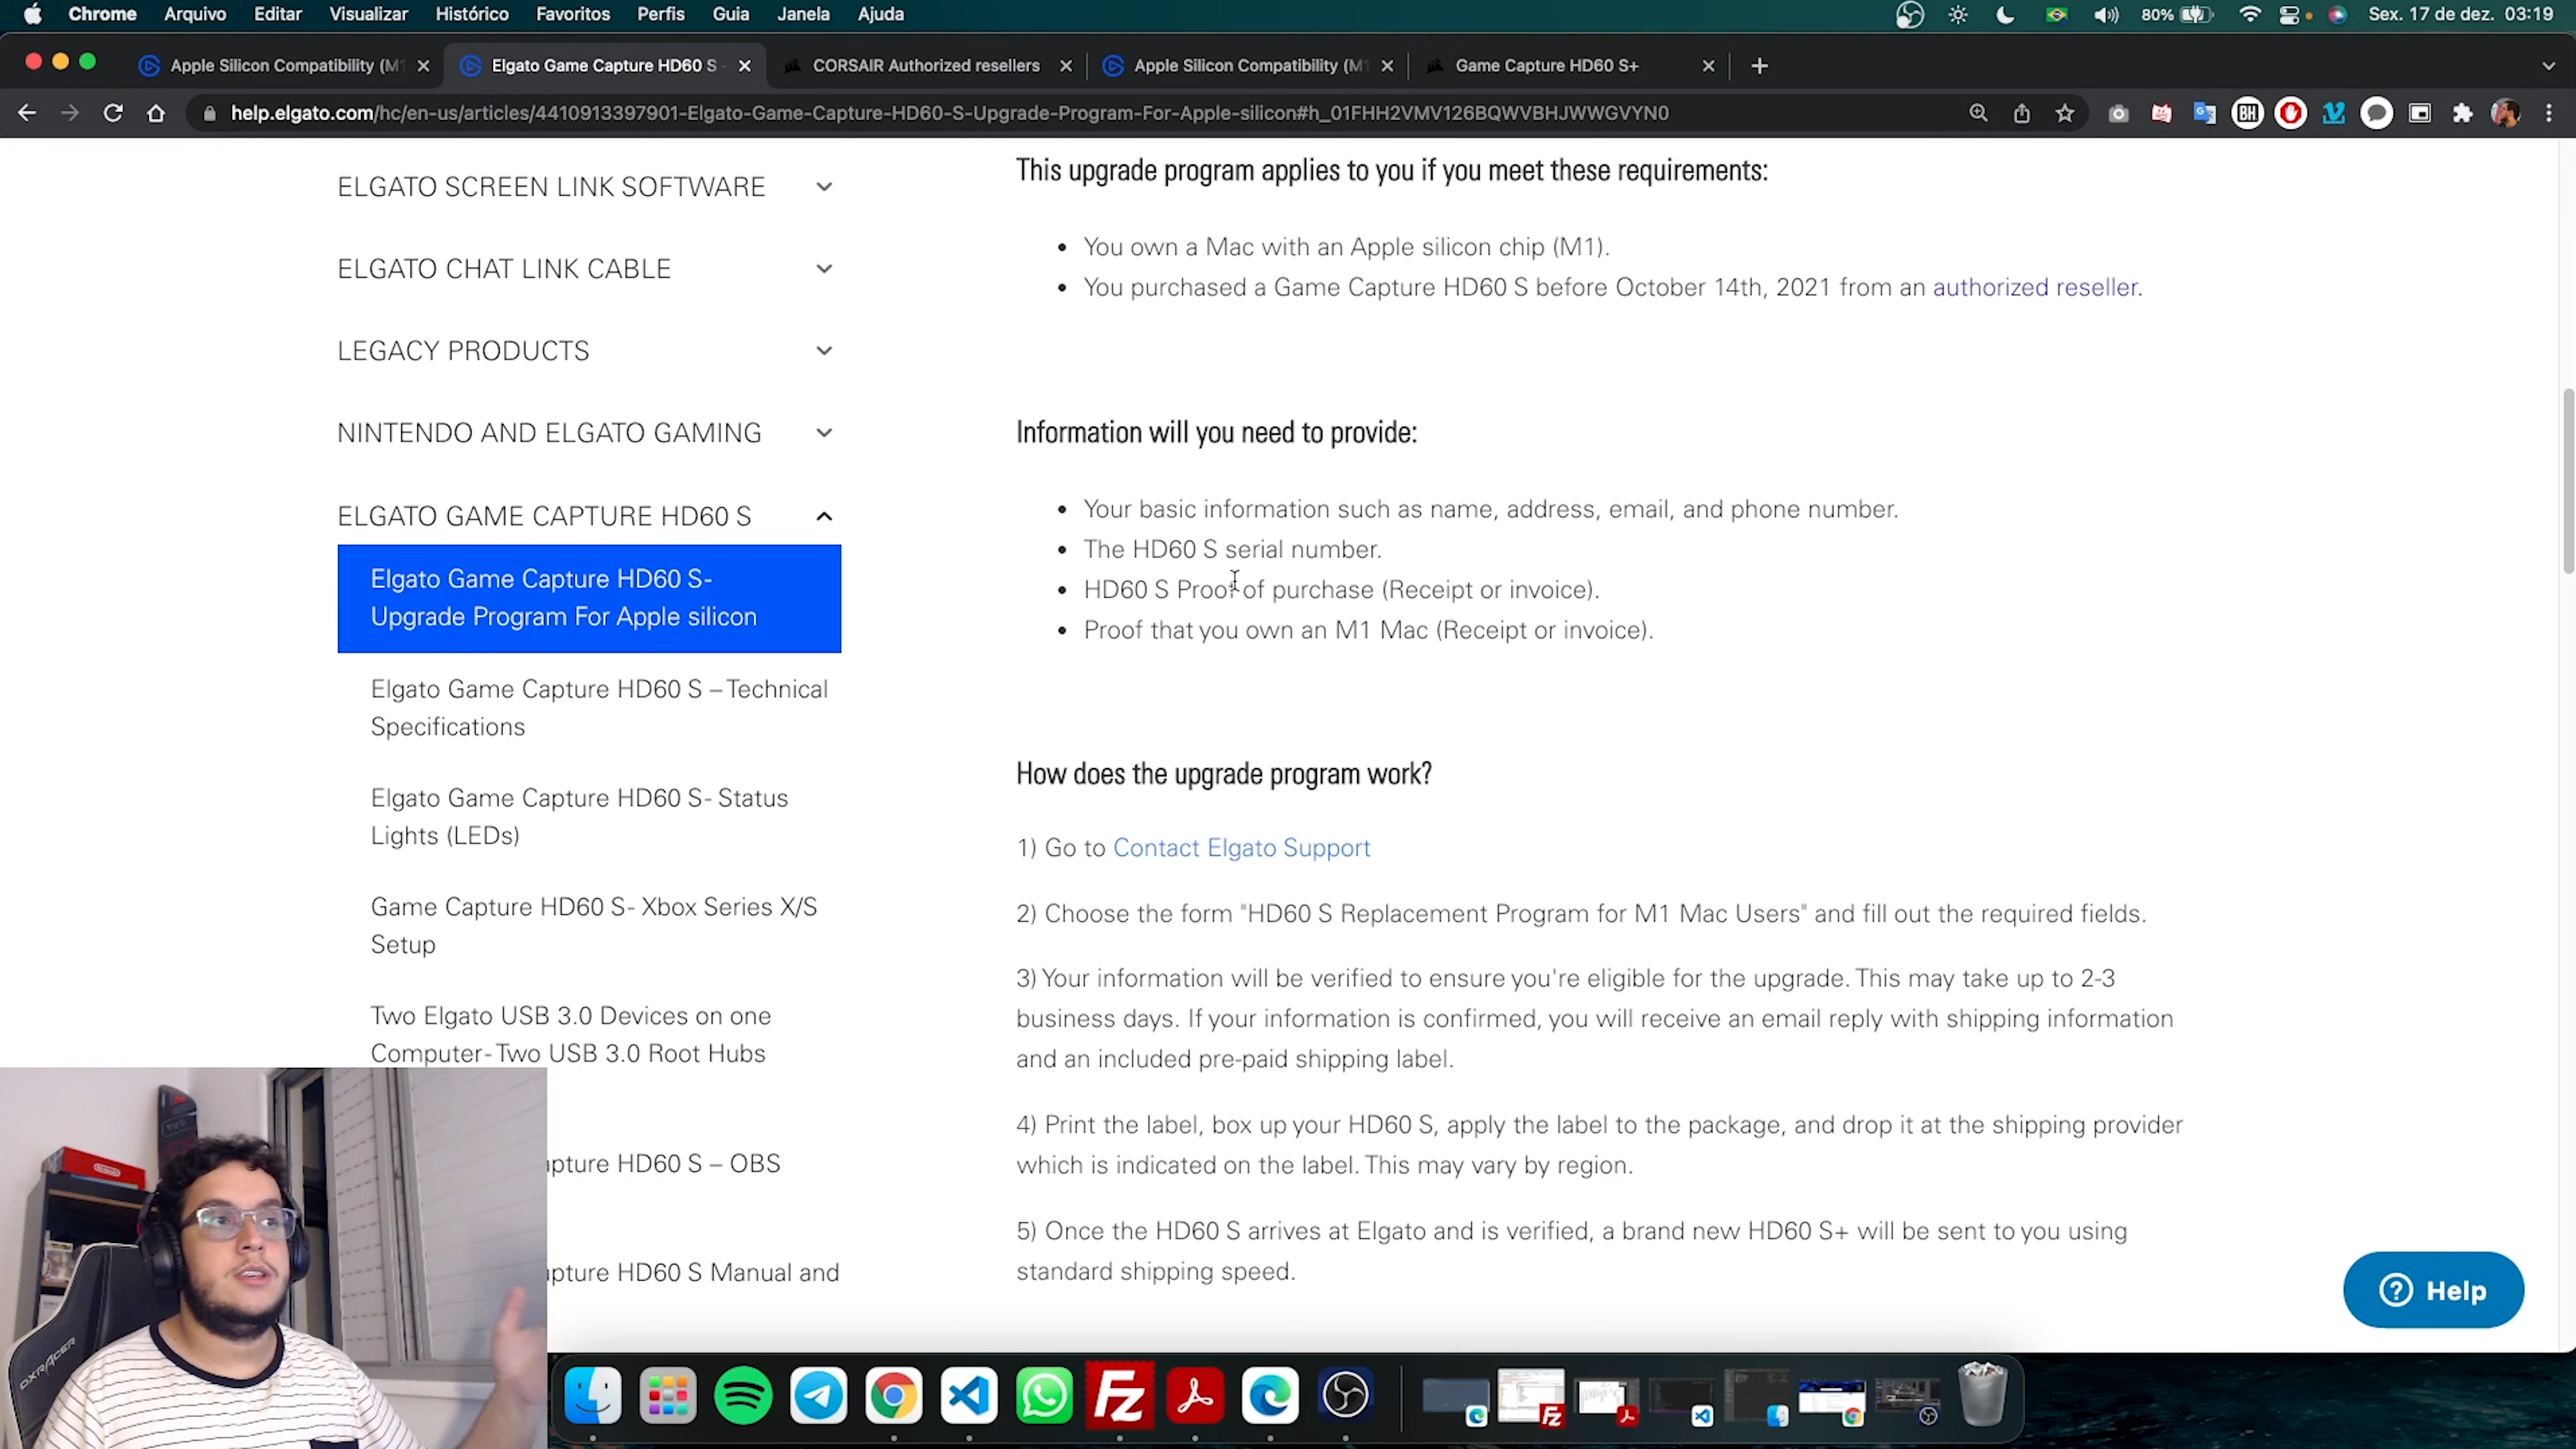 Chrome Arquivo Editar Visualizar Histórico Favoritos Perfis Guia Janela Ajuda 80% Sex. 17 de dez. 03:19
Apple Silicon Compatibility (M1 Elgato Game Capture HD60 S - CORSAIR Authorized resellers Apple Silicon Compatibility (M1 Game Capture HD60 S+
help.elgato.com/hc/en-us/articles/4410913397901-Elgato-Game-Capture-HD60-S-Upgrade-Program-For-Apple-silicon#h_01FHH2VMV126BQWVBHJWWGVYN0
ELGATO SCREEN LINK SOFTWARE
ELGATO CHAT LINK CABLE
LEGACY PRODUCTS
NINTENDO AND ELGATO GAMING
ELGATO GAME CAPTURE HD60 S
Elgato Game Capture HD60 S-
Upgrade Program For Apple silicon
Elgato Game Capture HD60 S – Technical
Specifications
Elgato Game Capture HD60 S- Status
Lights (LEDs)
Game Capture HD60 S- Xbox Series X/S
Setup
Two Elgato USB 3.0 Devices on one
Computer- Two USB 3.0 Root Hubs
pture HD60 S – OBS
pture HD60 S Manual and
This upgrade program applies to you if you meet these requirements:
• You own a Mac with an Apple silicon chip (M1).
• You purchased a Game Capture HD60 S before October 14th, 2021 from an authorized reseller.
Information will you need to provide:
• Your basic information such as name, address, email, and phone number.
• The HD60 S serial number.
• HD60 S Proof of purchase (Receipt or invoice).
• Proof that you own an M1 Mac (Receipt or invoice).
How does the upgrade program work?
1) Go to Contact Elgato Support
2) Choose the form "HD60 S Replacement Program for M1 Mac Users" and fill out the required fields.
3) Your information will be verified to ensure you're eligible for the upgrade. This may take up to 2-3
business days. If your information is confirmed, you will receive an email reply with shipping information
and an included pre-paid shipping label.
4) Print the label, box up your HD60 S, apply the label to the package, and drop it at the shipping provider
which is indicated on the label. This may vary by region.
5) Once the HD60 S arrives at Elgato and is verified, a brand new HD60 S+ will be sent to you using
standard shipping speed.
Help
DXRACER
Fz
BH